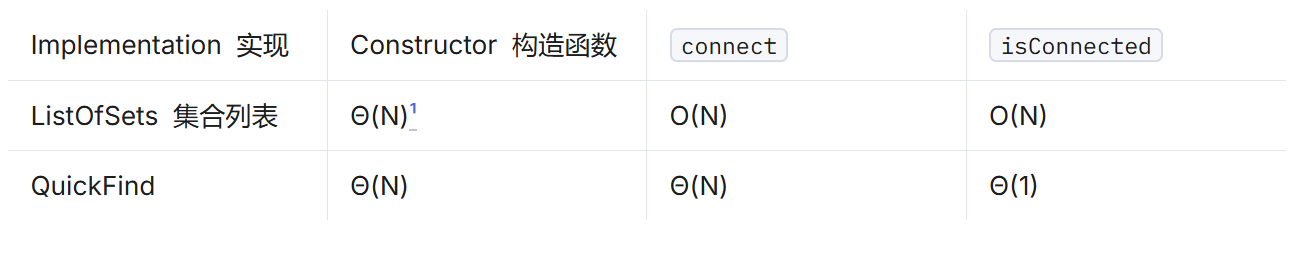 Implementation 实现 Constructor 构造函数 connect isConnected
ListOfSets 集合列表 Θ(N)¹ O(N) O(N)
QuickFind Θ(N) Θ(N) Θ(1)